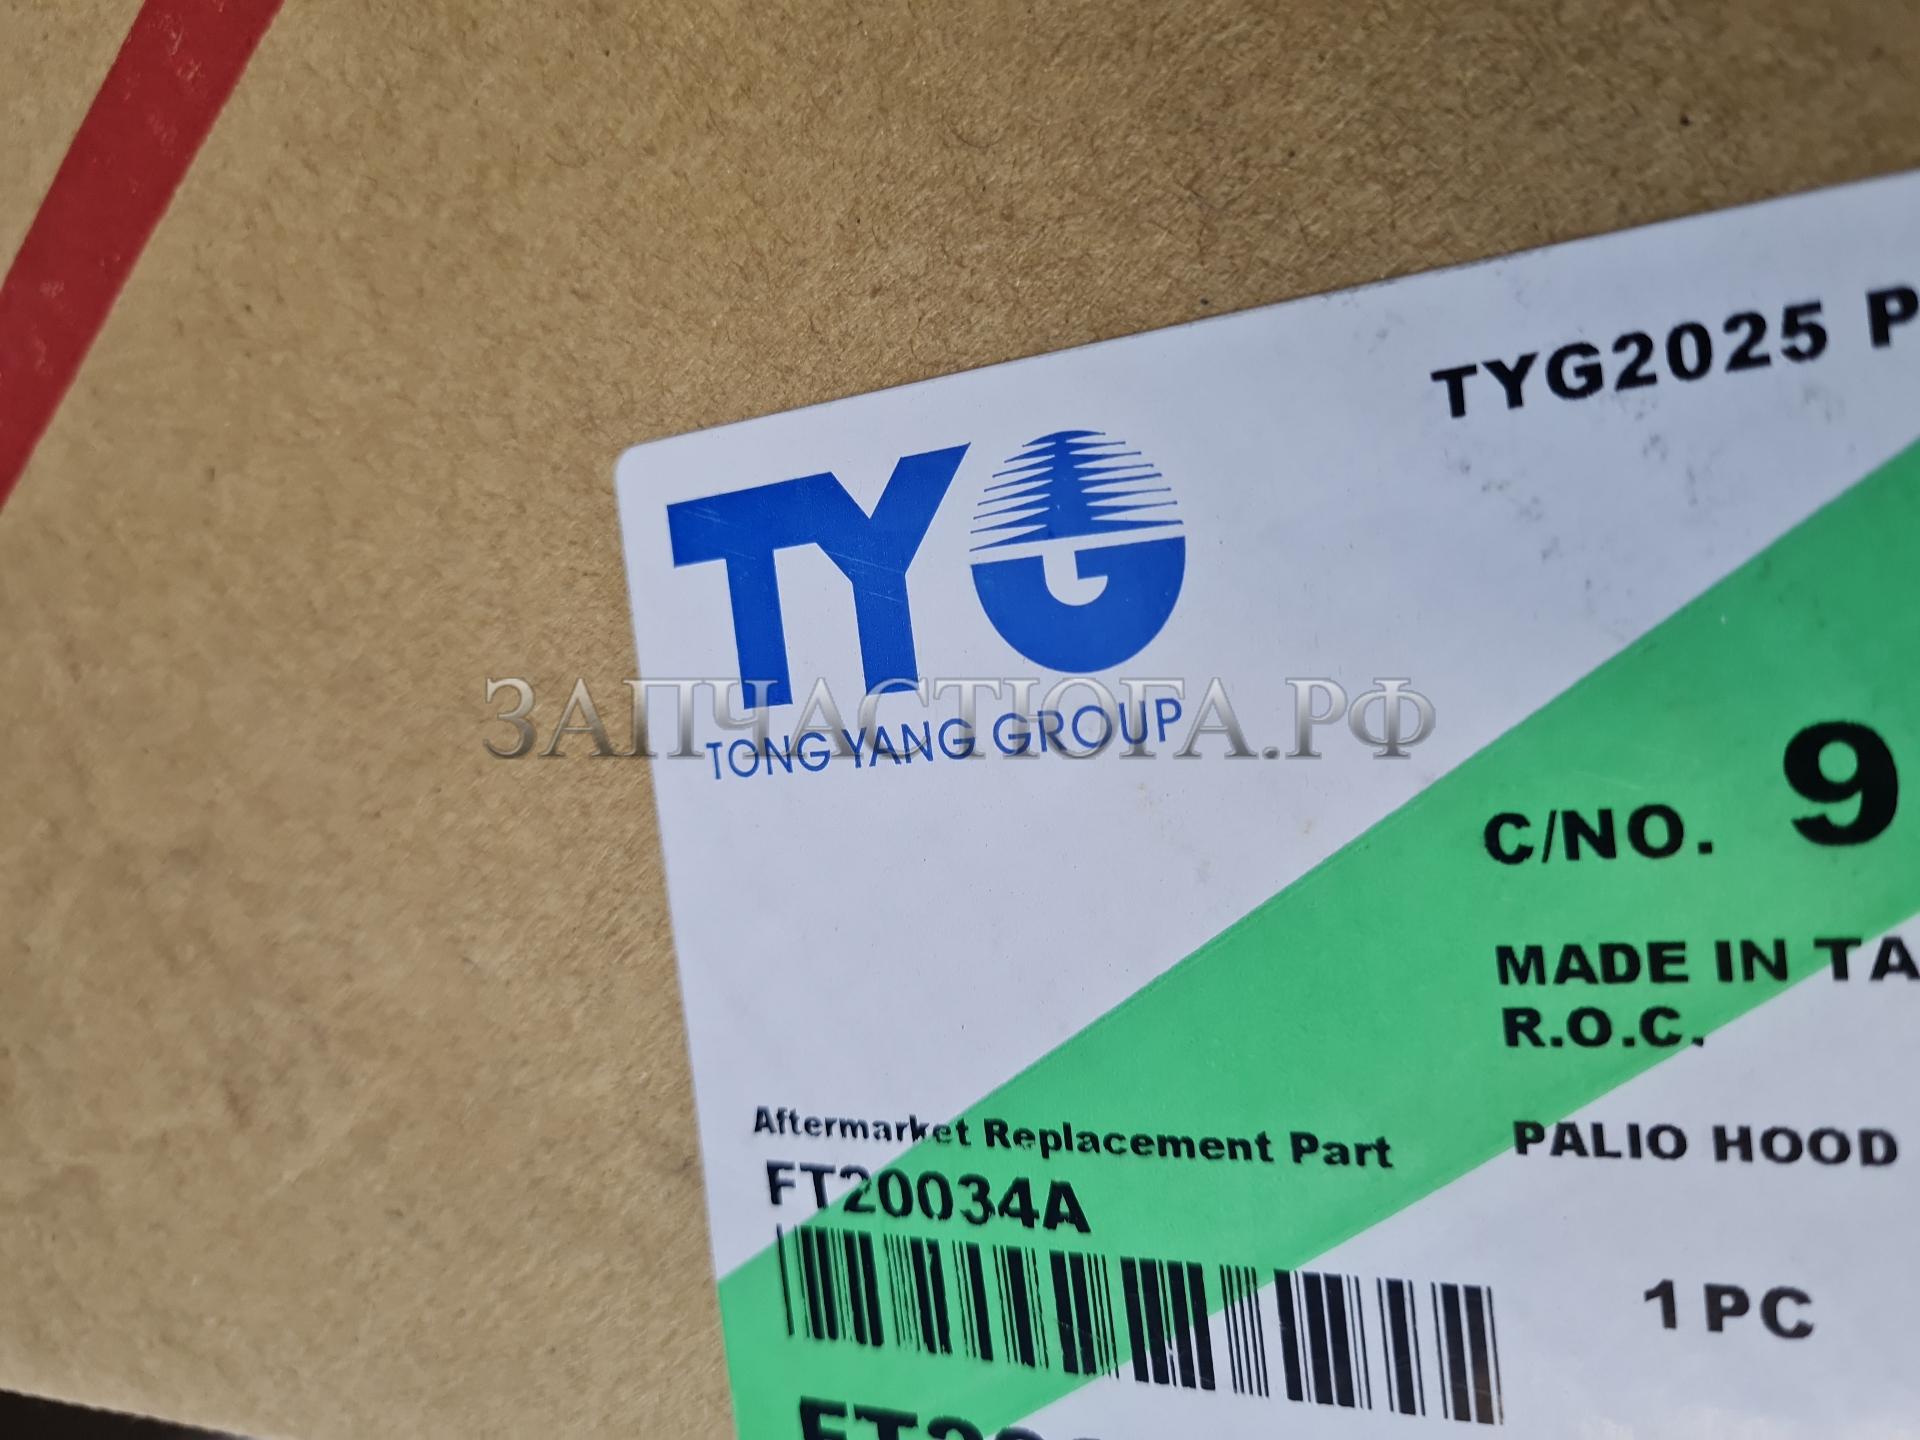 TYG2025 P
TYG
TONG YANG GROUP
ЗАПЧАСТЮГА.РФ
C/NO. 9
MADE IN TA
R.O.C.
Aftermarket Replacement Part
PALIO HOOD
FT20034A
1 PC